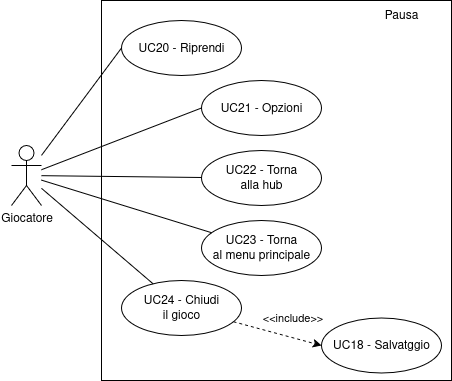 Pausa
UC20 - Riprendi
UC21 - Opzioni
UC22 - Torna
alla hub
Giocatore
UC23 - Torna
al menu principale
UC24 - Chiudi
il gioco
<<include>>
UC18 - Salvatggio